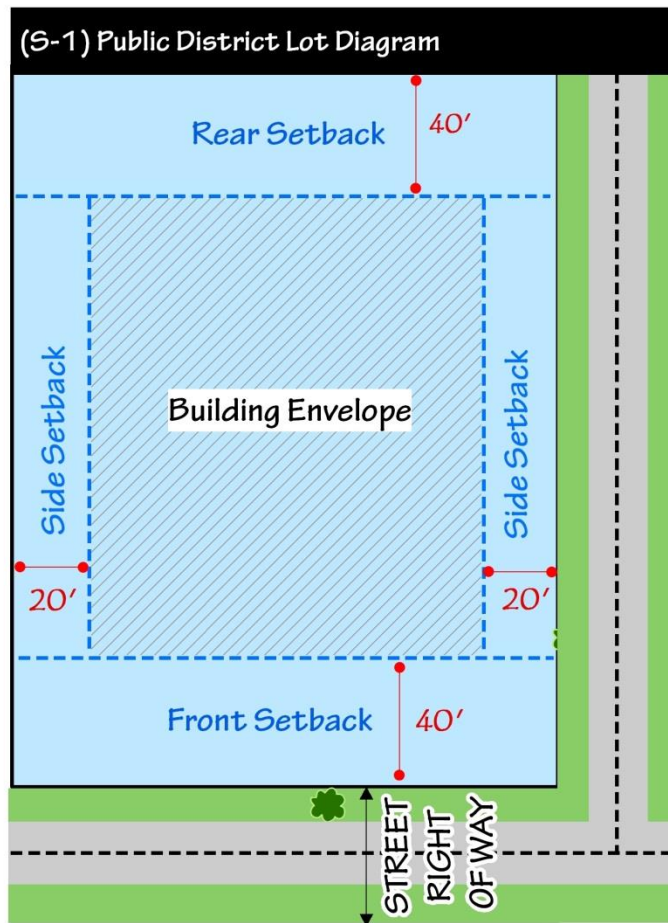 (S-1) Public District Lot Diagram
Rear Setback
40'
Side Setback
Building Envelope
Side Setback
20'
20'
Front Setback
40'
STREET
RIGHT
OF WAY